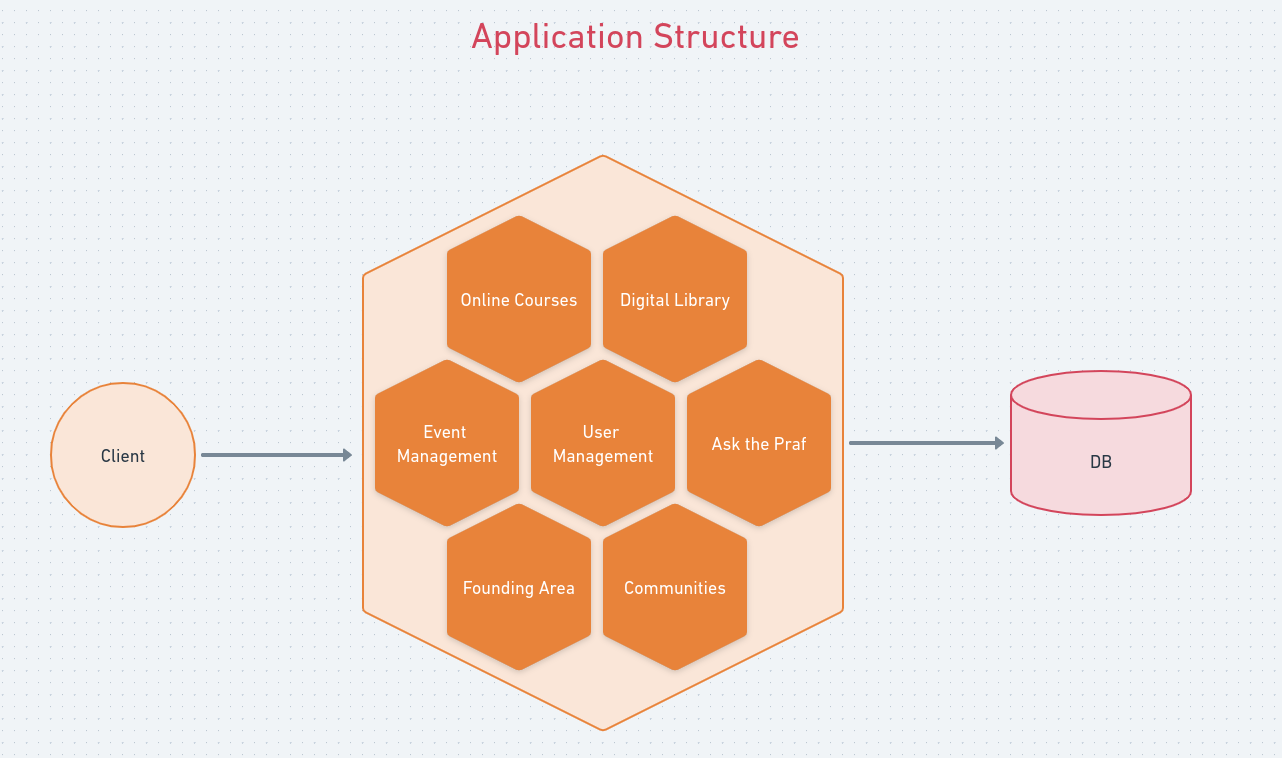 Application Structure
Online Courses
Digital Library
Event
Management
User
Management
Ask the Praf
Client
DB
Founding Area
Communities